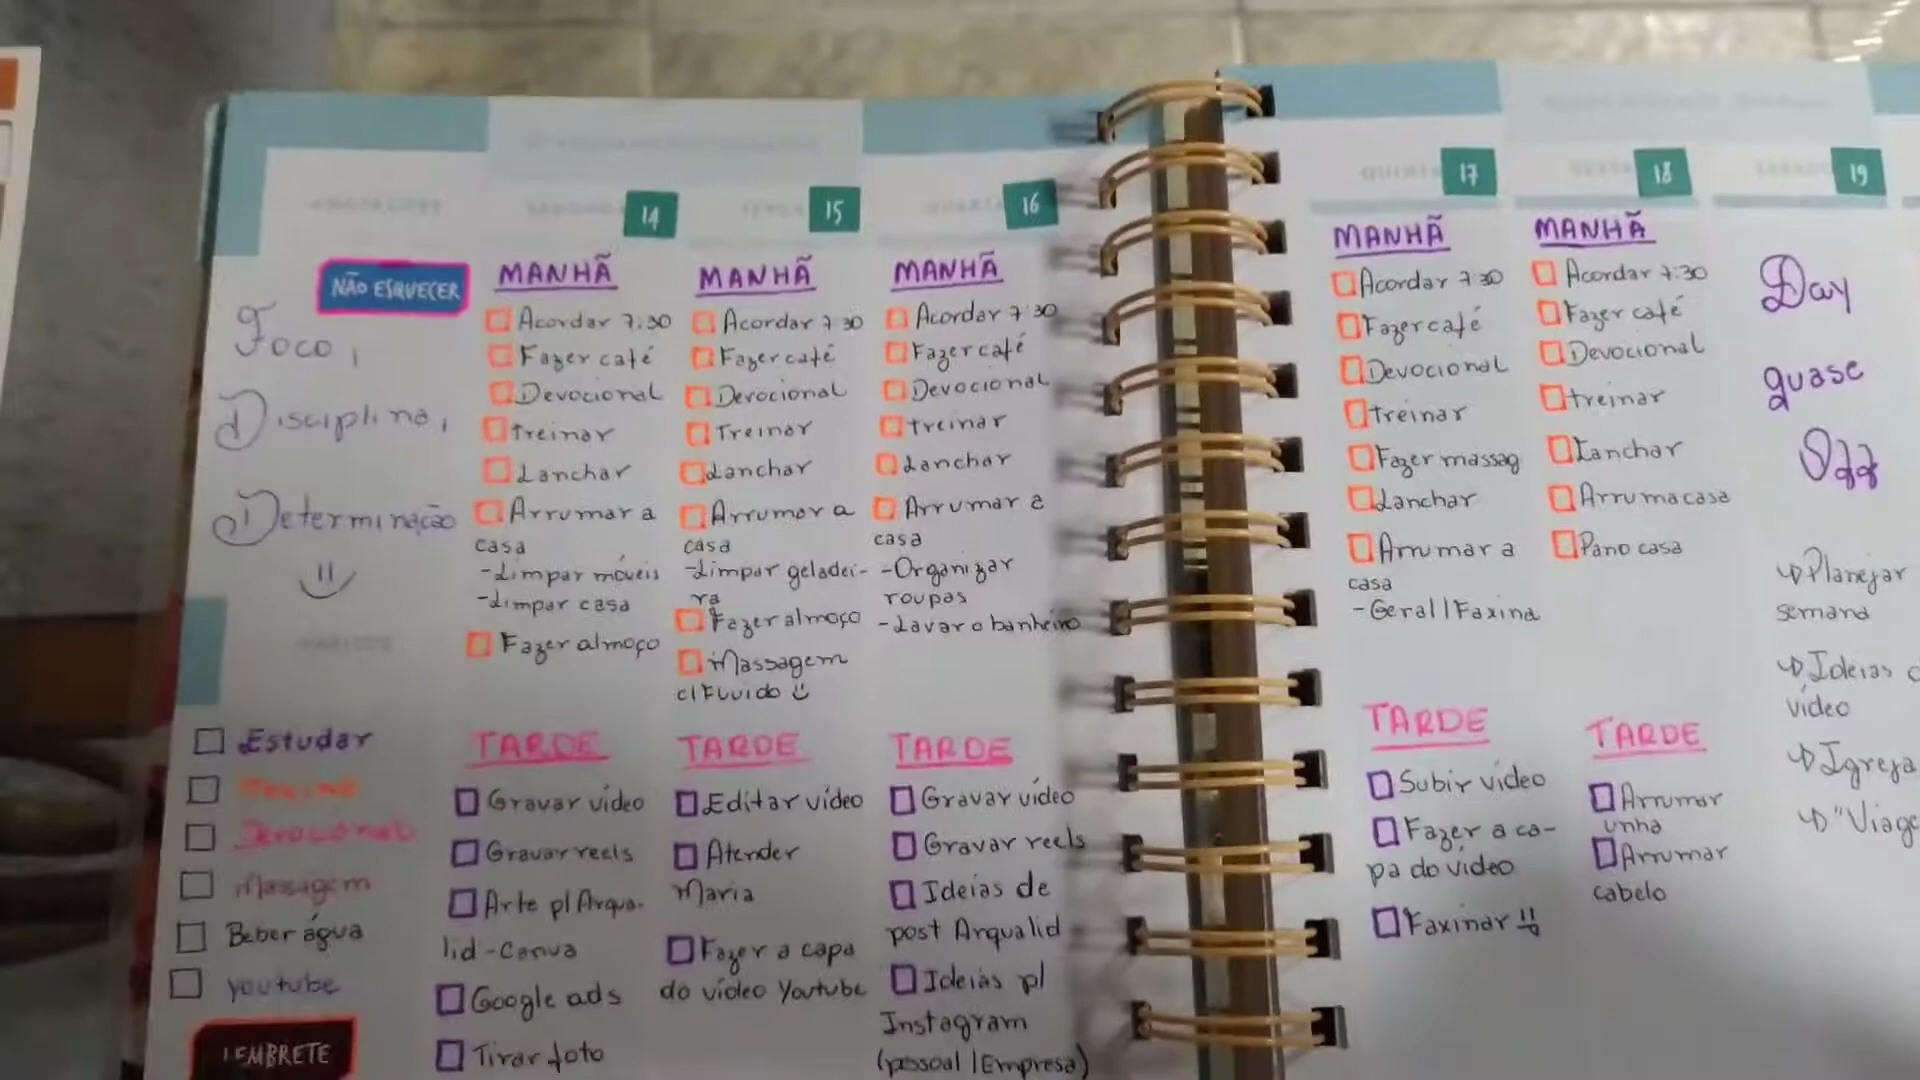 NÃO ESQUECER
Foco,
Disciplina,
Determinação
Estudar
Treino
Devocional
Massagem
Beber água
youtube
LEMBRETE
14
MANHÃ
Acordar 7:30
Fazer café
Devocional
Treinar
Lanchar
Arrumar a
casa
-Limpar móveis
-Limpar casa
Fazer almoço
TARDE
Gravar vídeo
Gravar reels
Arte p/ Arqua-
lid - Canva
Google ads
Tirar foto
15
MANHÃ
Acordar 7 30
Fazer café
Devocional
Treinar
Lanchar
Arrumar a
casa
-Limpar geladei-
ra
Fazer almoço
Massagem
c/ Fluido
TARDE
Editar vídeo
Atender
Maria
Fazer a capa
do vídeo Youtube
16
MANHÃ
Acordar 7:30
Fazer café
Devocional
treinar
Lanchar
Arrumar a
casa
-Organizar
roupas
-Lavar o banheiro
TARDE
Gravar vídeo
Gravar reels
Ideias de
post Arqualid
Ideias p/
Instagram
(pessoal | Empresa)
17
MANHÃ
Acordar 7:30
Fazer café
Devocional
treinar
Fazer massag
Lanchar
Arrumar a
casa
-Geral | Faxina
TARDE
Subir vídeo
Fazer a ca-
pa do vídeo
Faxinar
18
MANHÃ
Acordar 7:30
Fazer café
Devocional
treinar
Lanchar
Arruma casa
Pano casa
TARDE
Arrumar
unha
Arrumar
cabelo
19
Day
quase
Off
Planejar
semana
Ideias
vídeo
Igreja